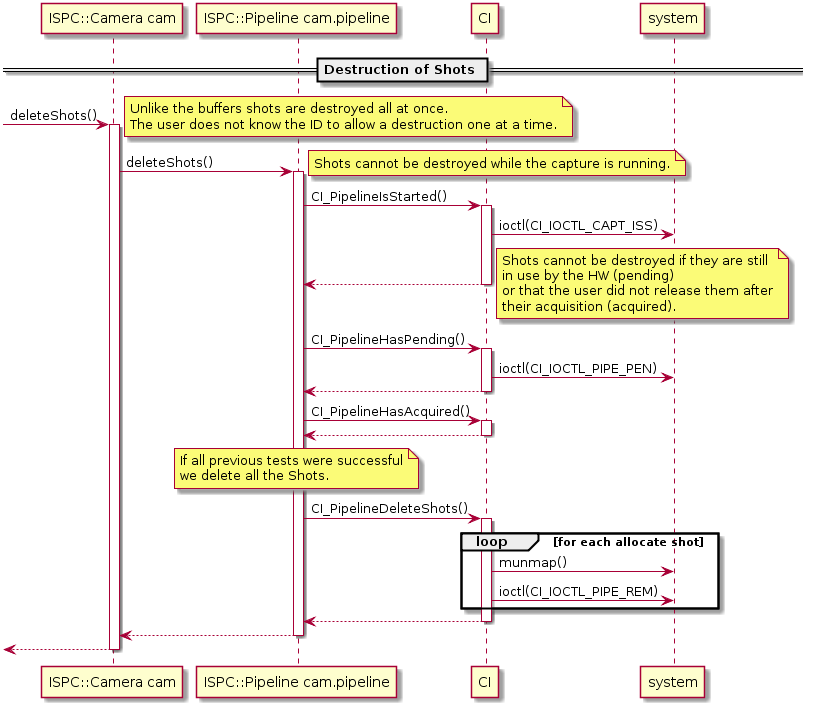 ISPC::Camera cam
ISPC::Pipeline cam.pipeline
CI
system
Destruction of Shots
deleteShots()
Unlike the buffers shots are destroyed all at once.
The user does not know the ID to allow a destruction one at a time.
deleteShots()
Shots cannot be destroyed while the capture is running.
CI_PipelineIsStarted()
ioctl(CI_IOCTL_CAPT_ISS)
Shots cannot be destroyed if they are still
in use by the HW (pending)
or that the user did not release them after
their acquisition (acquired).
CI_PipelineHasPending()
ioctl(CI_IOCTL_PIPE_PEN)
CI_PipelineHasAcquired()
If all previous tests were successful
we delete all the Shots.
CI_PipelineDeleteShots()
loop
[for each allocate shot]
munmap()
ioctl(CI_IOCTL_PIPE_REM)
ISPC::Camera cam
ISPC::Pipeline cam.pipeline
CI
system